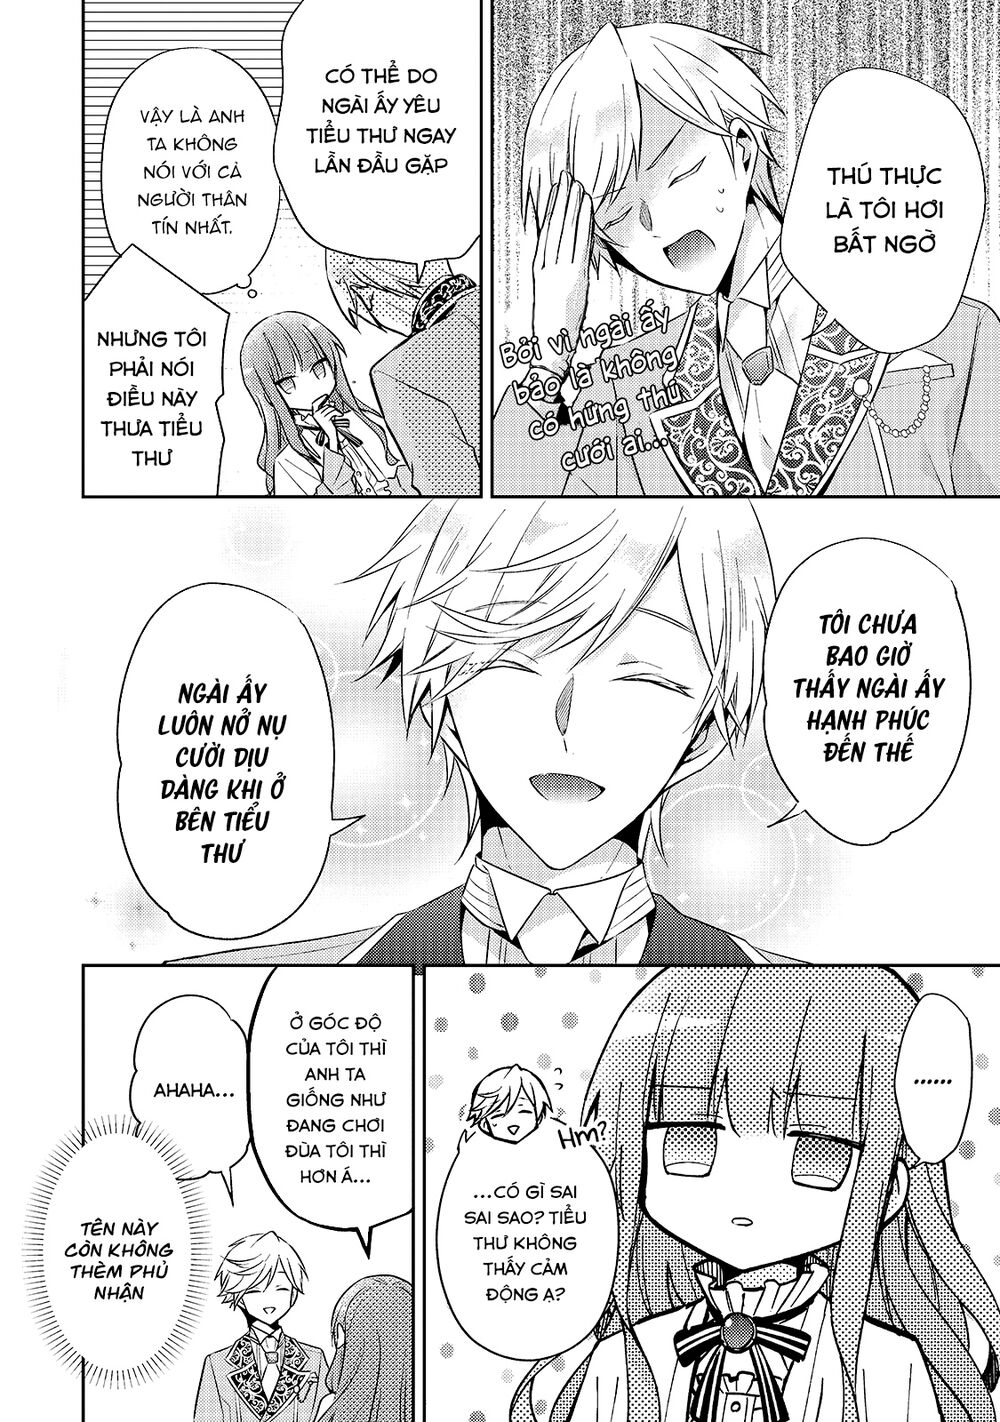 THÚ THỰC
LÀ TÔI HƠI
BẤT NGỜ
Bởi vì ngài ấy
bảo là không
có hứng thú
cưới ai...
CÓ THỂ DO
NGÀI ẤY YÊU
TIỂU THƯ NGAY
LẦN ĐẦU GẶP
VẬY LÀ ANH
TA KHÔNG
NÓI VỚI CẢ
NGƯỜI THÂN
TÍN NHẤT.
NHƯNG TÔI
PHẢI NÓI
ĐIỀU NÀY
THƯA TIỂU
THƯ
TÔI CHƯA
BAO GIỜ
THẤY NGÀI ẤY
HẠNH PHÚC
ĐẾN THẾ
NGÀI ẤY
LUÔN NỞ NỤ
CƯỜI DỊU
DÀNG KHI Ở
BÊN TIỂU
THƯ
......
Hm?
...CÓ GÌ SAI
SAI SAO? TIỂU
THƯ KHÔNG
THẤY CẢM
ĐỘNG Ạ?
Ở GÓC ĐỘ
CỦA TÔI THÌ
ANH TA
GIỐNG NHƯ
ĐANG CHƠI
ĐÙA TÔI THÌ
HƠN Á...
AHAHA...
TÊN NÀY
CÒN KHÔNG
THÈM PHỦ
NHẬN